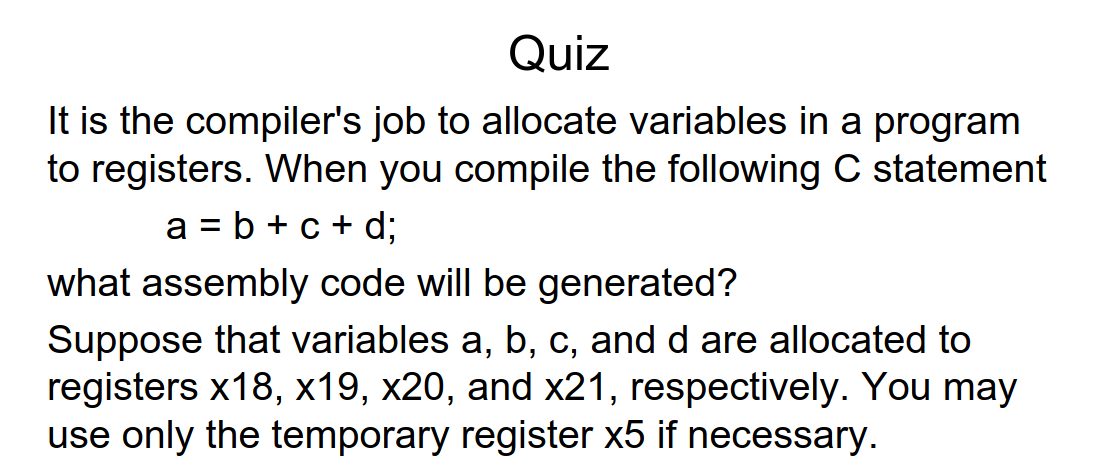 Quiz
It is the compiler's job to allocate variables in a program
to registers. When you compile the following C statement
a = b + c + d;
what assembly code will be generated?
Suppose that variables a, b, c, and d are allocated to
registers x18, x19, x20, and x21, respectively. You may
use only the temporary register x5 if necessary.